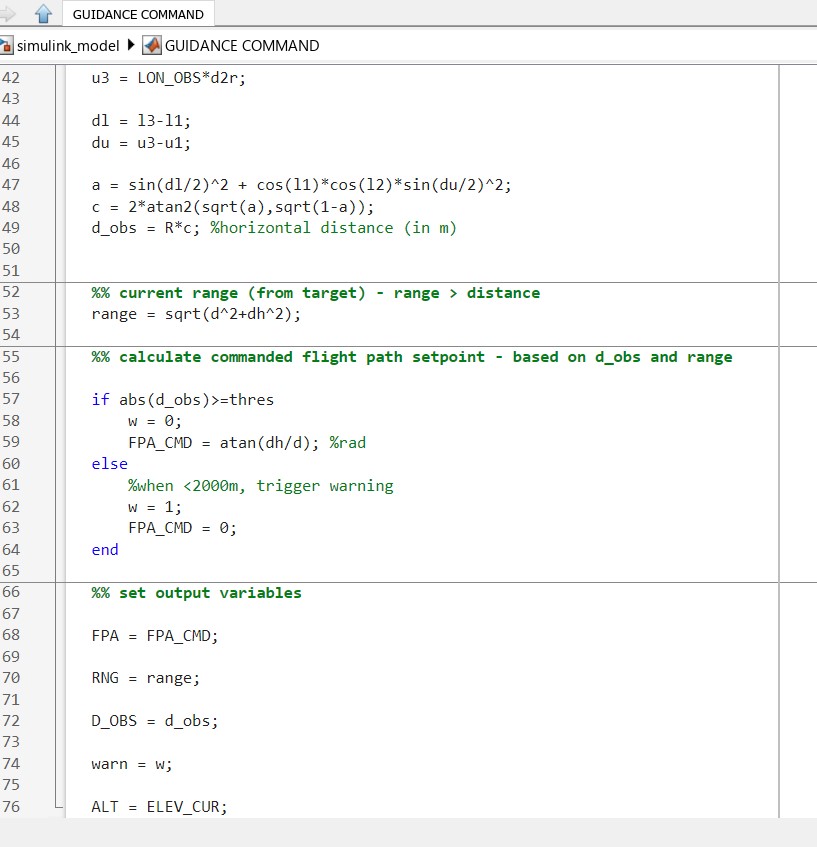 GUIDANCE COMMAND
simulink_model GUIDANCE COMMAND
42 u3 = LON_OBS*d2r;
43
44 dl = l3-l1;
45 du = u3-u1;
46
47 a = sin(dl/2)^2 + cos(l1)*cos(l2)*sin(du/2)^2;
48 c = 2*atan2(sqrt(a),sqrt(1-a));
49 d_obs = R*c; %horizontal distance (in m)
50
51
52 %% current range (from target) - range > distance
53 range = sqrt(d^2+dh^2);
54
55 %% calculate commanded flight path setpoint - based on d_obs and range
56
57 if abs(d_obs)>=thres
58 w = 0;
59 FPA_CMD = atan(dh/d); %rad
60 else
61 %when <2000m, trigger warning
62 w = 1;
63 FPA_CMD = 0;
64 end
65
66 %% set output variables
67
68 FPA = FPA_CMD;
69
70 RNG = range;
71
72 D_OBS = d_obs;
73
74 warn = w;
75
76 ALT = ELEV_CUR;